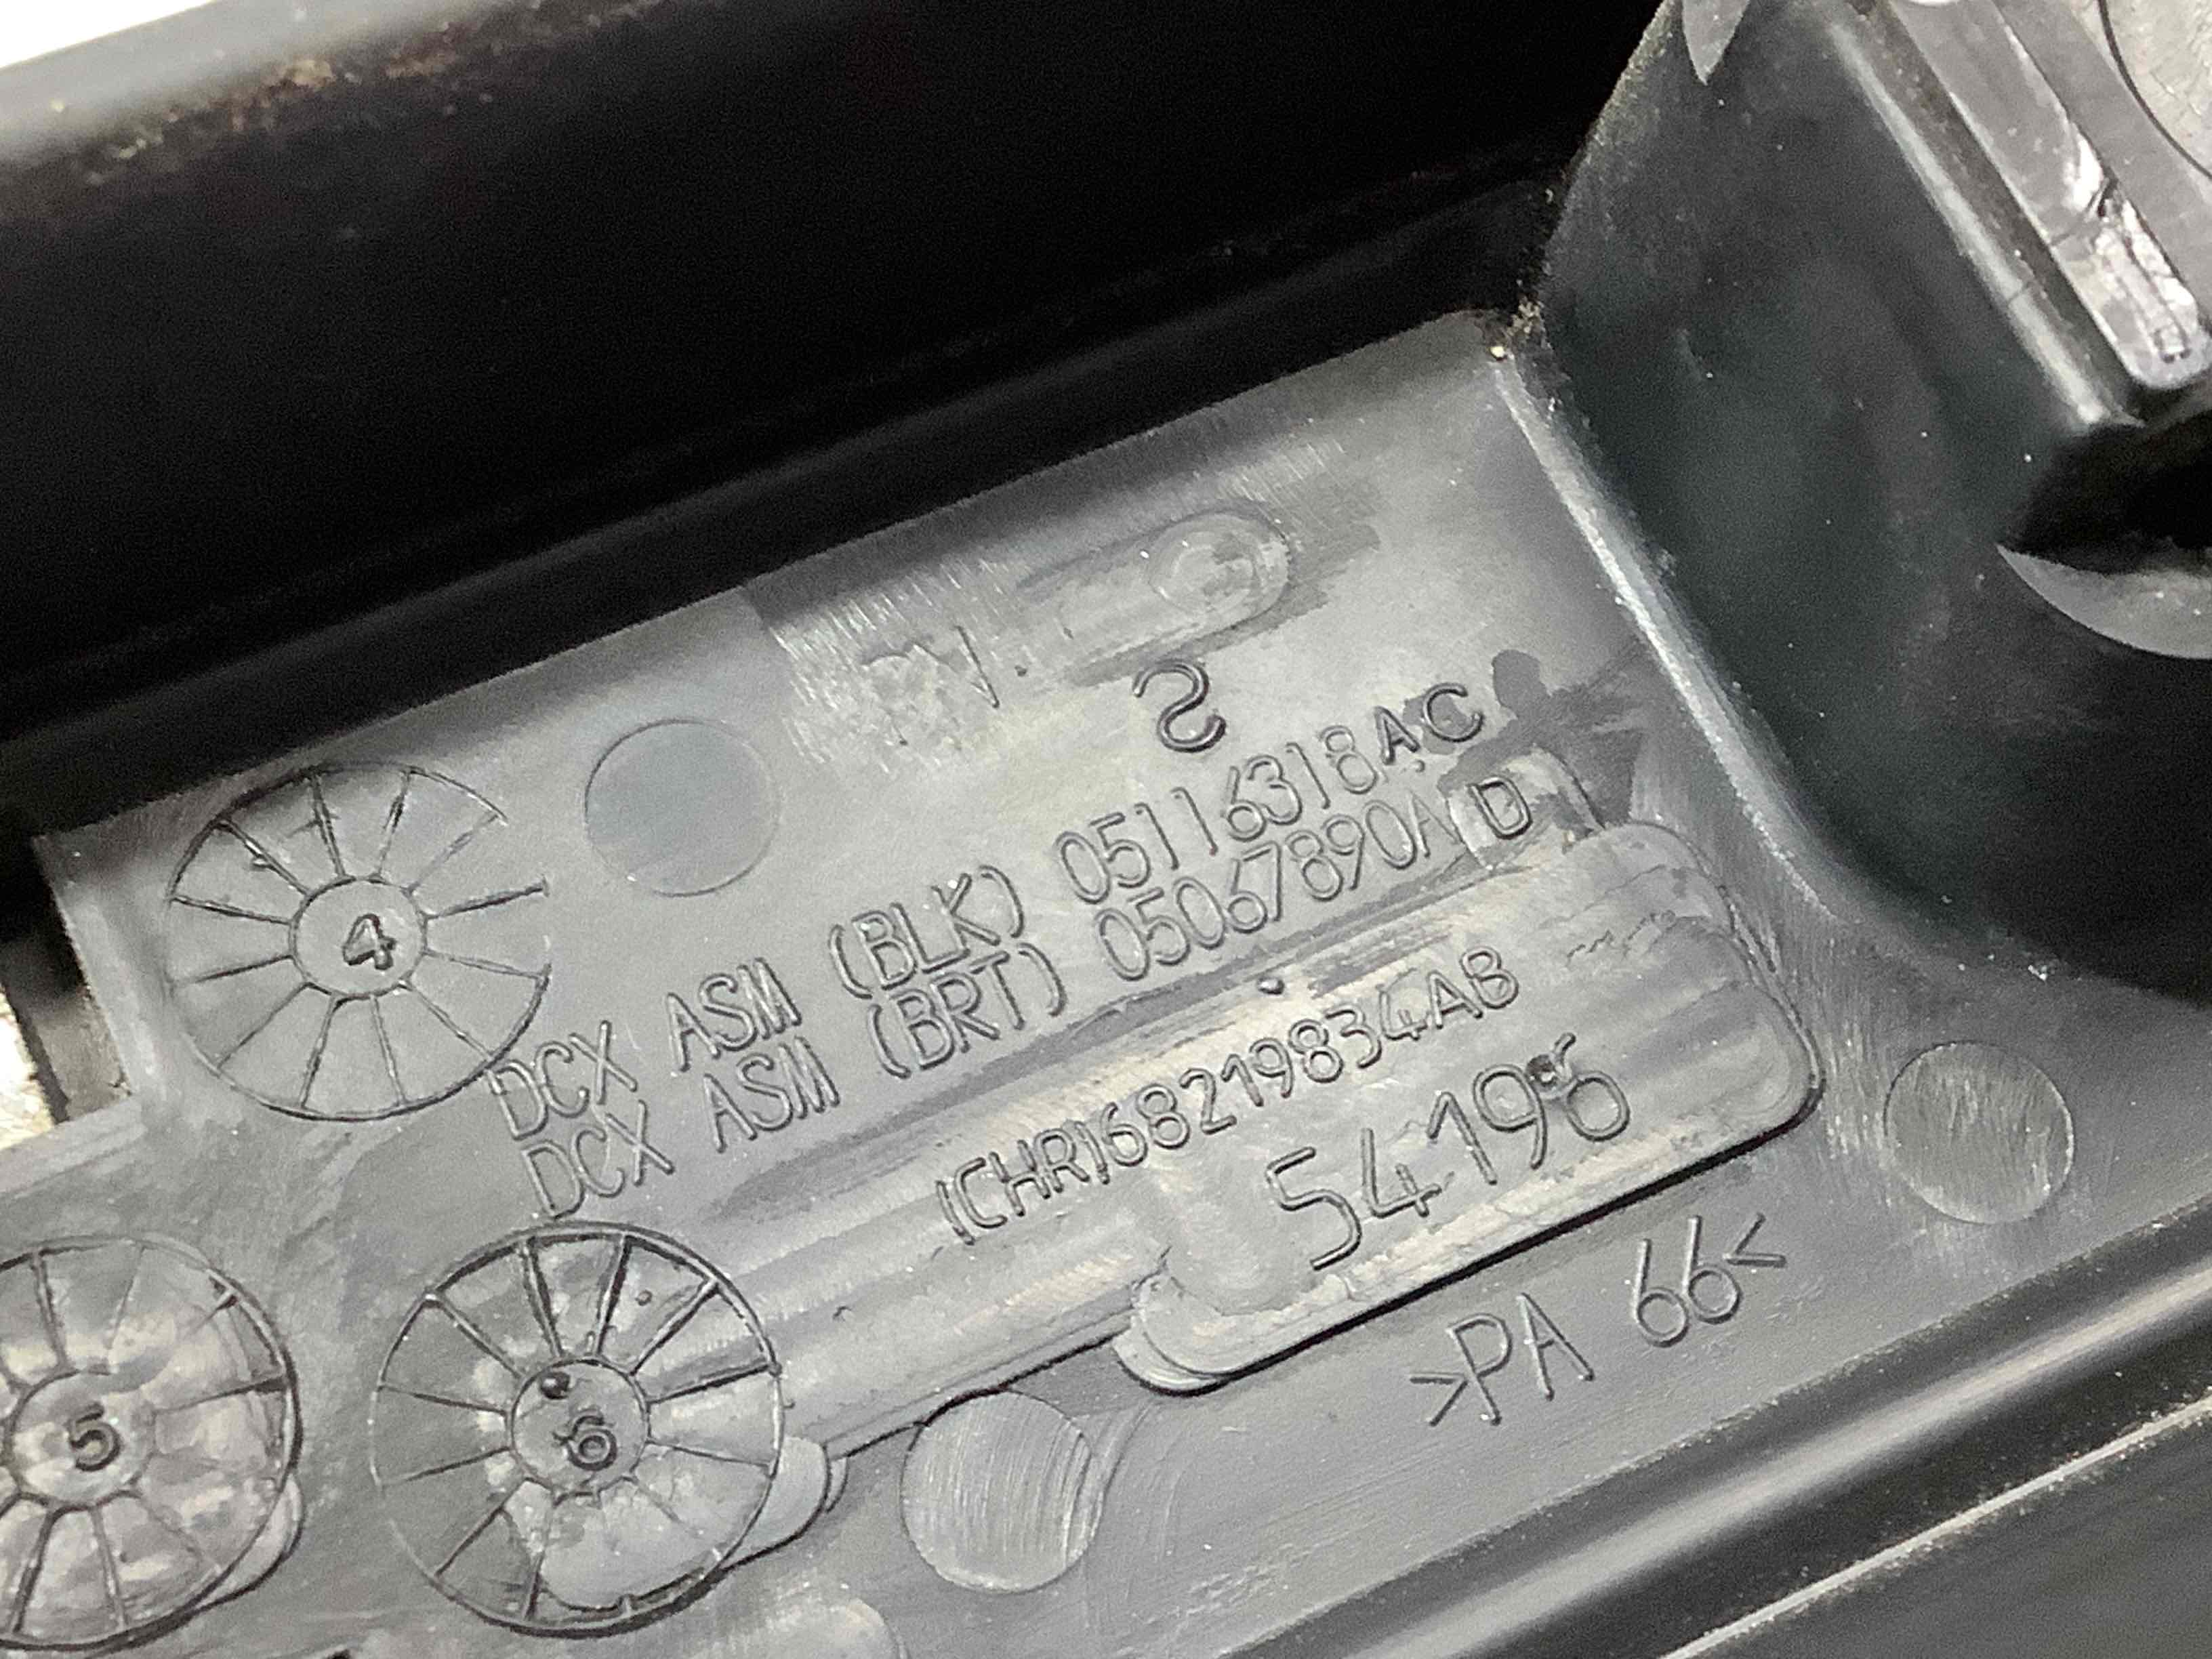 S
DCX ASM (BLK) 05116318AC
DCX ASM (BRT) 05067890AD
(CHR)68219834AB
54196
>PA 66<
4
5
6